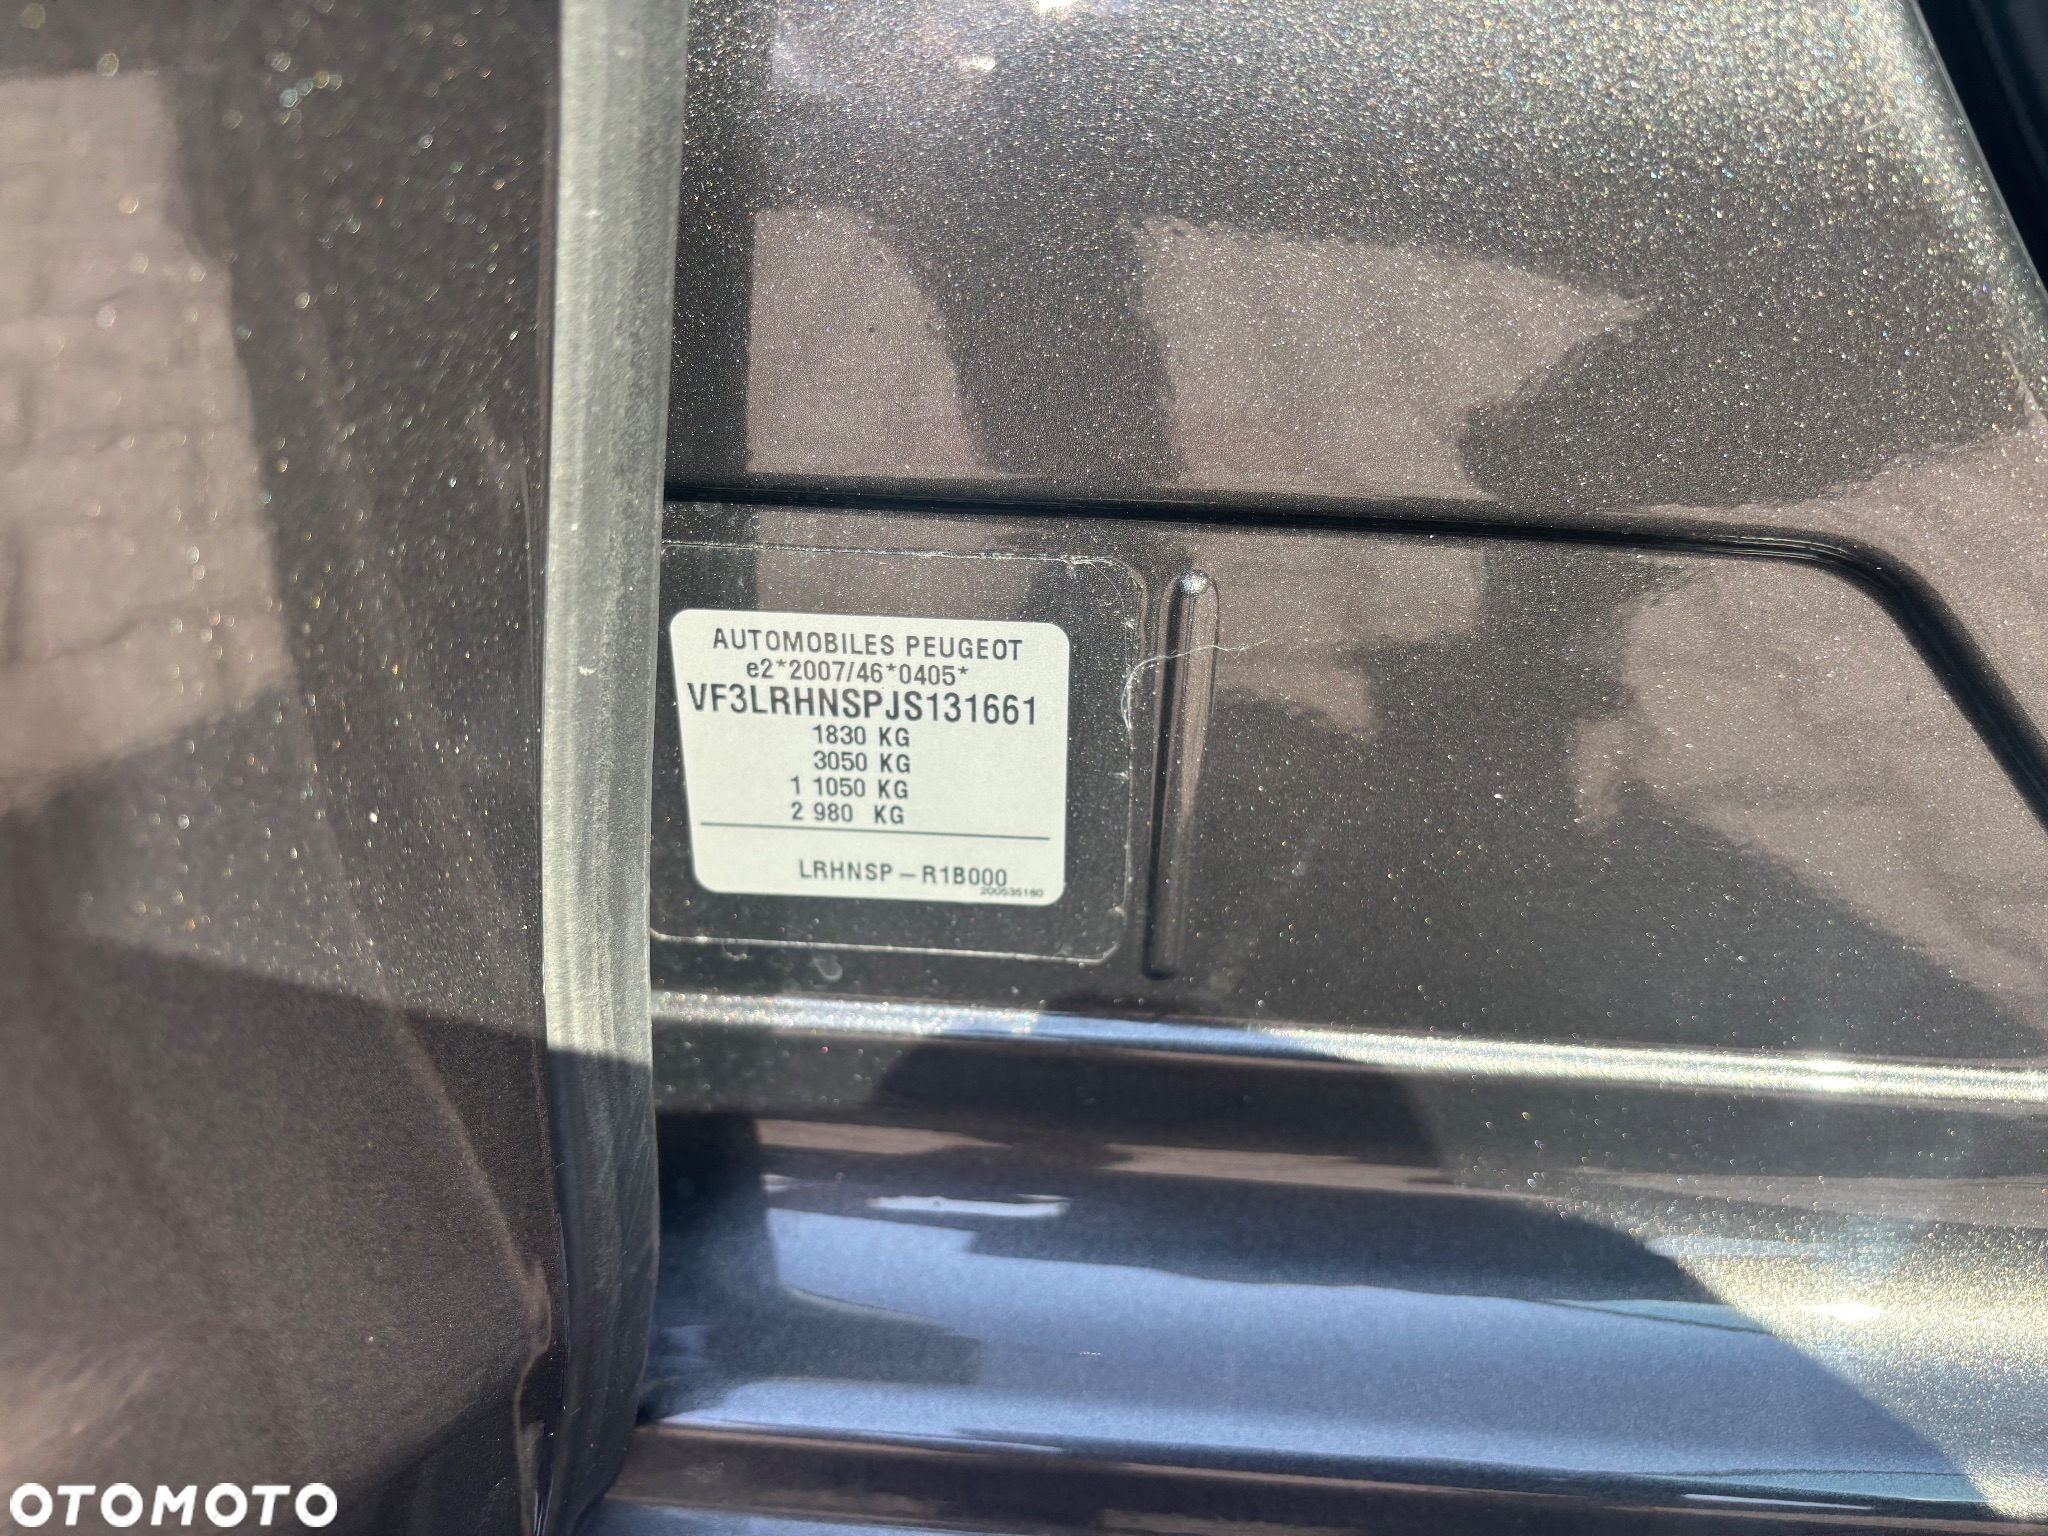 AUTOMOBILES PEUGEOT
e2*2007/46*0405*
VF3LRHNSPJS131661
1830 KG
3050 KG
1 1050 KG
2 980 KG
LRHNSP – R1B000
200535160
OTOMOTO